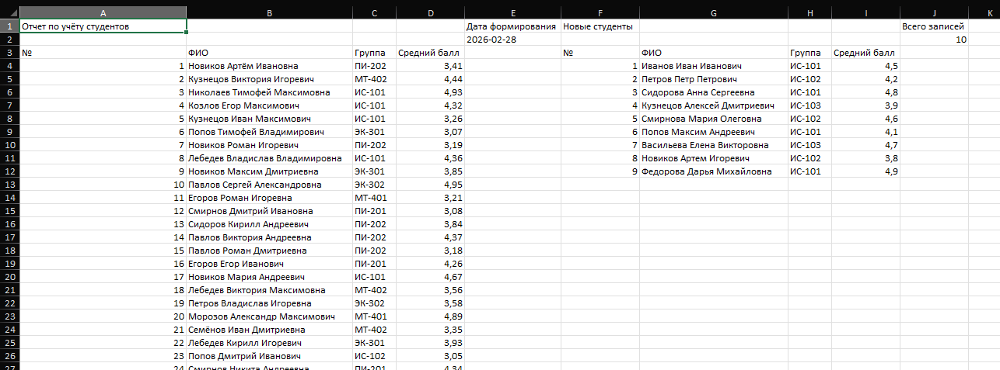 A B C D E F G H I J K
1 Отчет по учёту студентов Дата формирования Новые студенты Всего записей
2 2026-02-28 10
3 № ФИО Группа Средний балл № ФИО Группа Средний балл
4 1 Новиков Артём Ивановна ПИ-202 3,41 1 Иванов Иван Иванович ИС-101 4,5
5 2 Кузнецов Виктория Игоревич МТ-402 4,44 2 Петров Петр Петрович ИС-102 4,2
6 3 Николаев Тимофей Максимовна ИС-101 4,93 3 Сидорова Анна Сергеевна ИС-101 4,8
7 4 Козлов Егор Максимович ИС-101 4,32 4 Кузнецов Алексей Дмитриевич ИС-103 3,9
8 5 Кузнецов Иван Максимович ИС-101 3,26 5 Смирнова Мария Олеговна ИС-102 4,6
9 6 Попов Тимофей Владимирович ЭК-301 3,07 6 Попов Максим Андреевич ИС-101 4,1
10 7 Новиков Роман Игоревич ПИ-202 3,19 7 Васильева Елена Викторовна ИС-103 4,7
11 8 Лебедев Владислав Владимировна ИС-101 4,36 8 Новиков Артем Игоревич ИС-102 3,8
12 9 Новиков Максим Дмитриевна ЭК-301 3,85 9 Федорова Дарья Михайловна ИС-101 4,9
13 10 Павлов Сергей Александровна ЭК-302 4,95
14 11 Егоров Роман Игоревна МТ-401 3,21
15 12 Смирнов Дмитрий Ивановна ПИ-201 3,08
16 13 Сидоров Кирилл Андреевич ПИ-202 3,84
17 14 Павлов Виктория Андреевна ПИ-202 4,37
18 15 Павлов Роман Дмитриевна ПИ-202 3,18
19 16 Егоров Егор Иванович ПИ-201 4,26
20 17 Новиков Мария Андреевич ИС-101 4,67
21 18 Лебедев Виктория Максимовна МТ-402 3,56
22 19 Петров Владислав Игоревна ЭК-302 3,58
23 20 Морозов Александр Максимович МТ-401 4,89
24 21 Семёнов Иван Дмитриевна МТ-402 3,35
25 22 Лебедев Кирилл Игоревич ЭК-301 3,93
26 23 Попов Дмитрий Иванович ИС-102 3,05
27 24 Смирнов Никита Андреевна ПИ-201 4,34